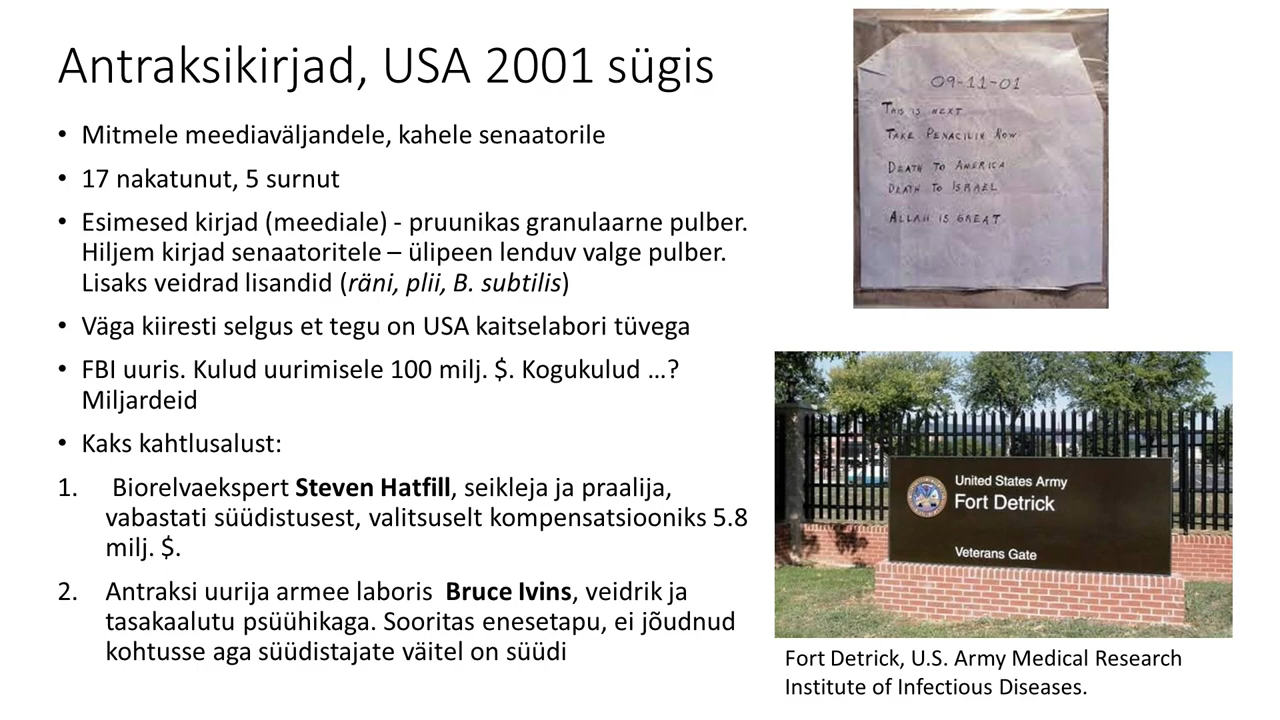 Antraksikirjad, USA 2001 sügis
• Mitmele meediaväljandele, kahele senaatorile
• 17 nakatunut, 5 surnut
• Esimesed kirjad (meediale) - pruunikas granulaarne pulber.
Hiljem kirjad senaatoritele – ülipeen lenduv valge pulber.
Lisaks veidrad lisandid (räni, plii, B. subtilis)
• Väga kiiresti selgus et tegu on USA kaitselabori tüvega
• FBI uuris. Kulud uurimisele 100 milj. $. Kogukulud …?
Miljardeid
• Kaks kahtlusalust:
1. Biorelvaekspert Steven Hatfill, seikleja ja praalija,
vabastati süüdistusest, valitsuselt kompensatsiooniks 5.8
milj. $.
2. Antraksi uurija armee laboris Bruce Ivins, veidrik ja
tasakaalutu psüühikaga. Sooritas enesetapu, ei jõudnud
kohtusse aga süüdistajate väitel on süüdi
09-11-01
THIS IS NEXT
TAKE PENACILIN NOW
DEATH TO AMERICA
DEATH TO ISRAEL
ALLAH IS GREAT
United States Army
Fort Detrick
Veterans Gate
Fort Detrick, U.S. Army Medical Research
Institute of Infectious Diseases.